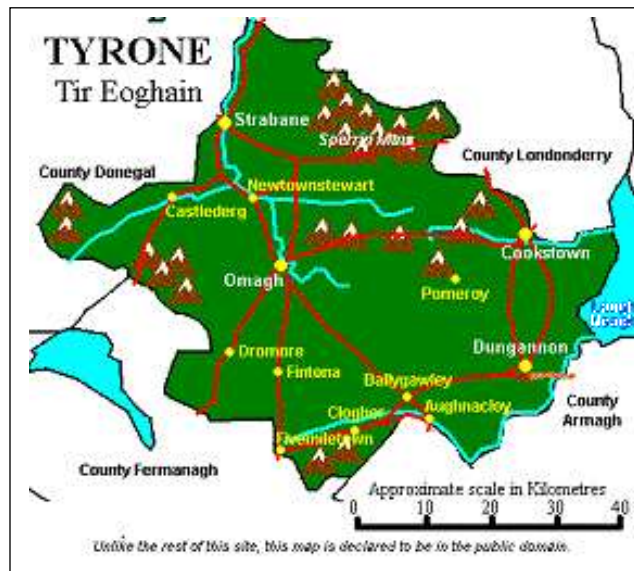 TYRONE
Tir Eoghain
Strabane
Sperrin Mtns
County Londonderry
County Donegal
Newtownstewart
Castlederg
Cookstown
Omagh
Pomeroy
Lough
Neagh
Dungannon
Dromore
Fintona
Ballygawley
Clogher
Aughnacloy
County
Armagh
Fivemiletown
County Fermanagh
Approximate scale in Kilometres
0 10 20 30 40
Unlike the rest of this site, this map is declared to be in the public domain.